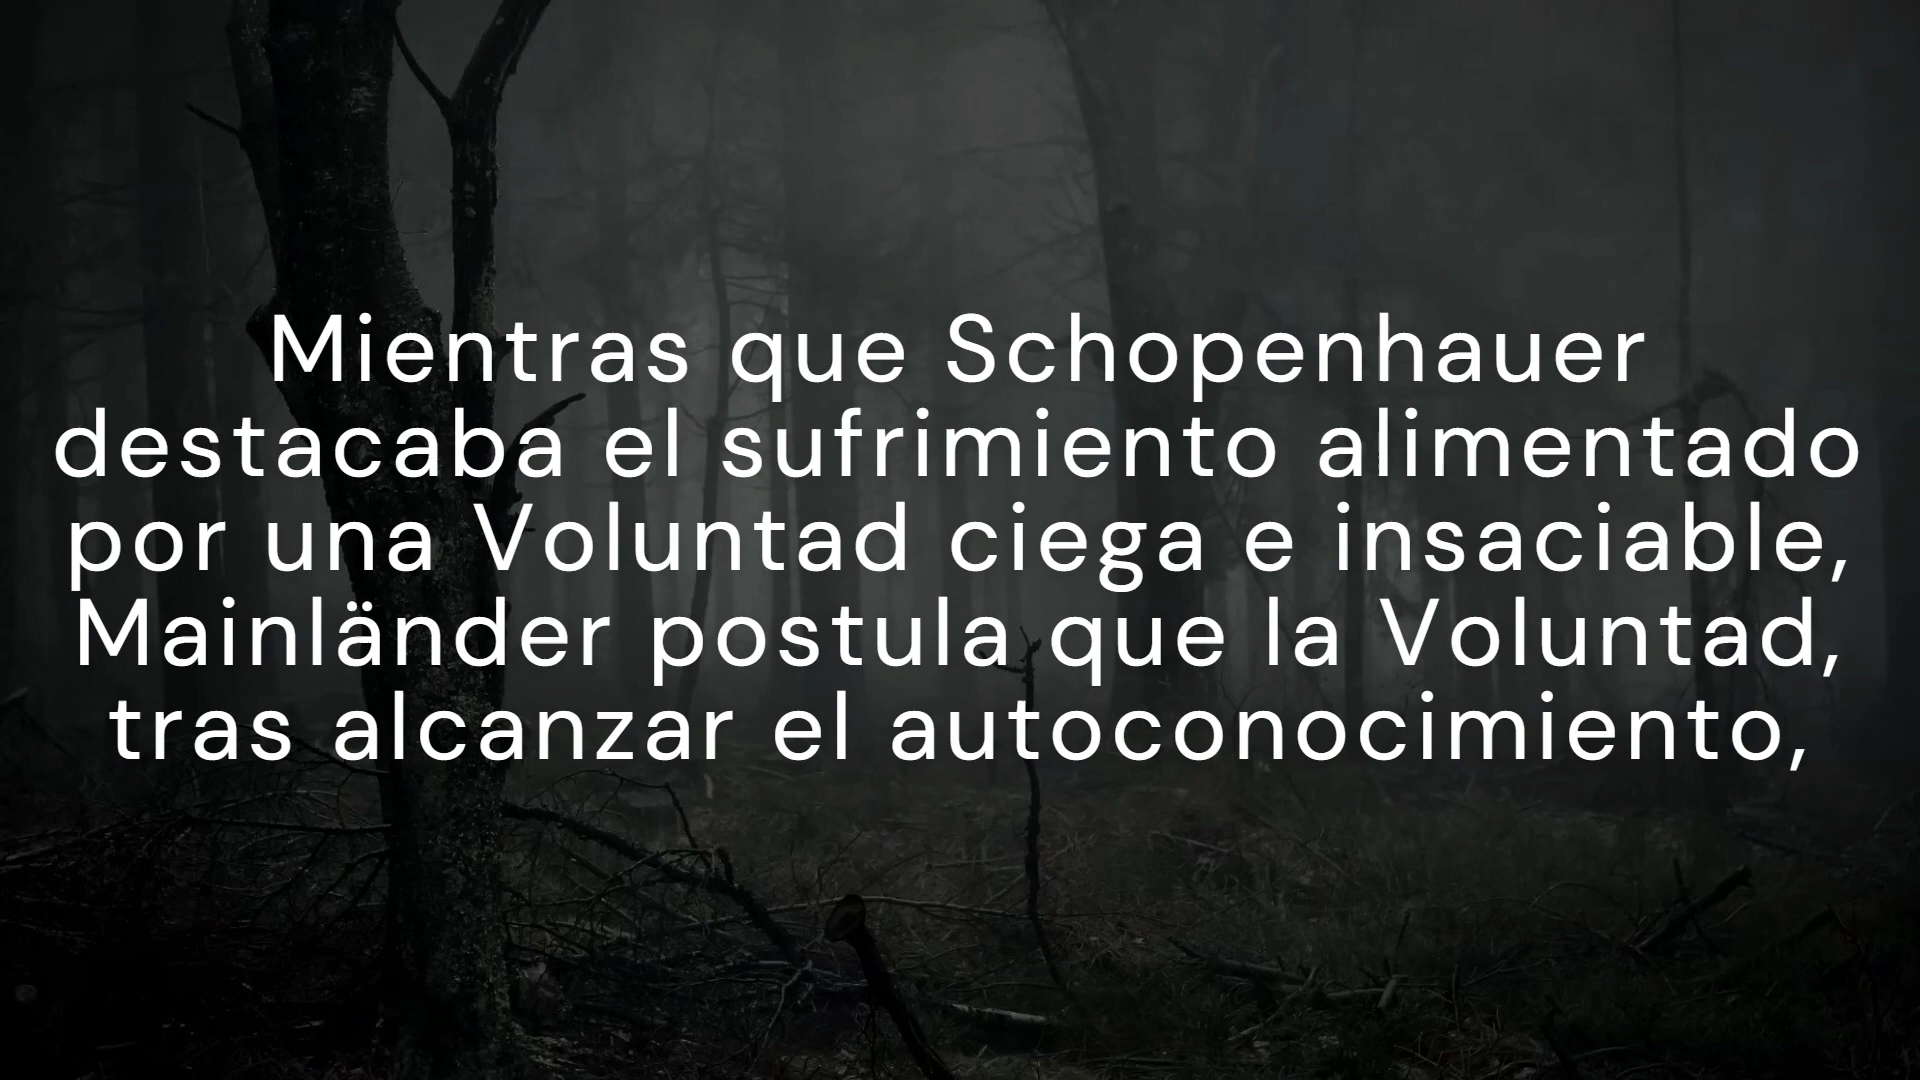 Mientras que Schopenhauer
destacaba el sufrimiento alimentado
por una Voluntad ciega e insaciable,
Mainländer postula que la Voluntad,
tras alcanzar el autoconocimiento,